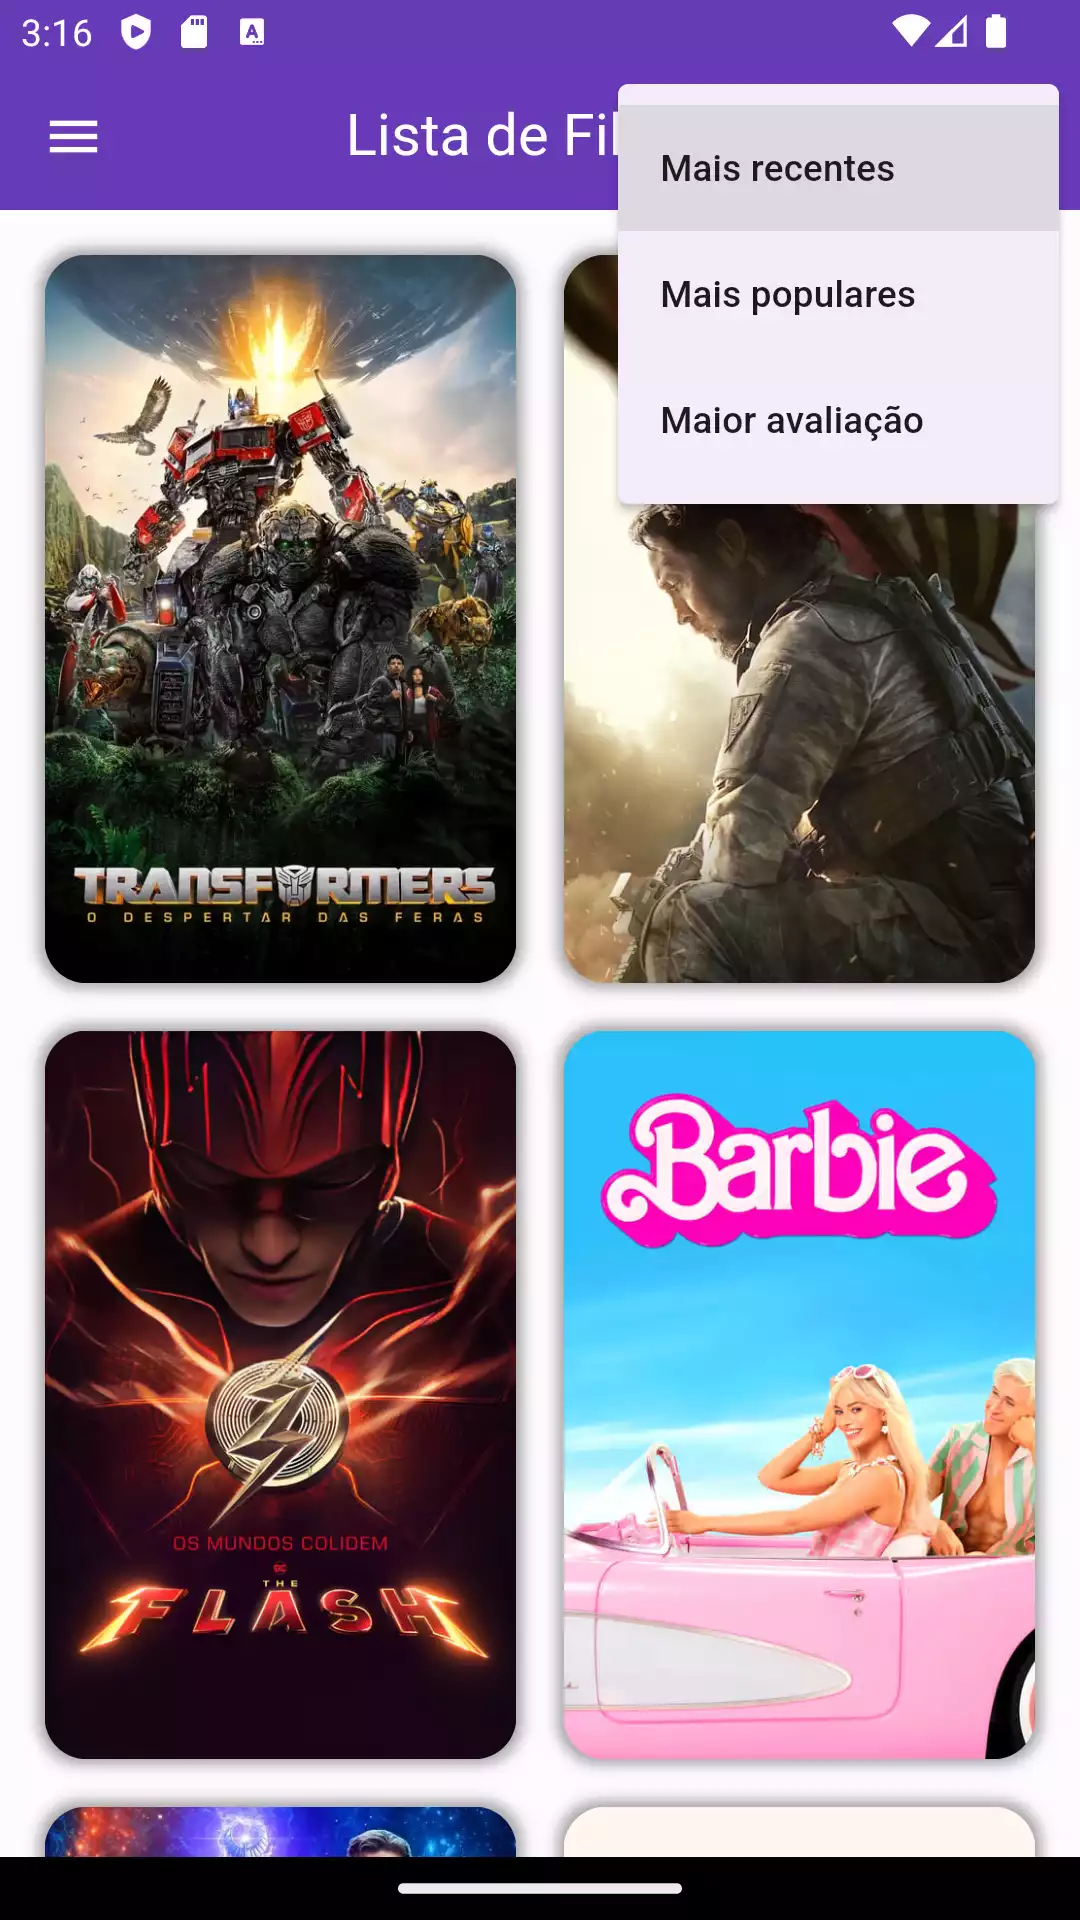 3:16
A
Lista de Fil
Mais recentes
Mais populares
Maior avaliação
TRANSFORMERS
O DESPERTAR DAS FERAS
Barbie
OS MUNDOS COLIDEM
DC
THE
FLASH